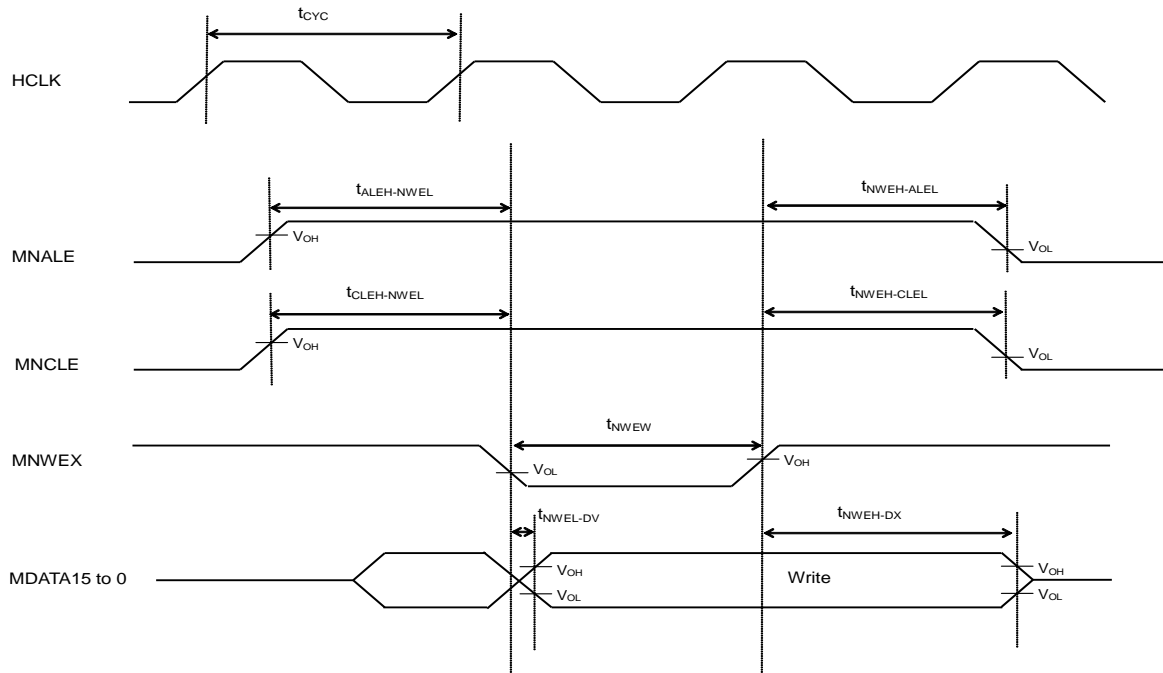 tCYC
HCLK
tALEH-NWEL
tNWEH-ALEL
MNALE
VOH
VOL
tCLEH-NWEL
tNWEH-CLEL
MNCLE
VOH
VOL
tNWEW
MNWEX
VOL
VOH
tNWEL-DV
tNWEH-DX
MDATA15 to 0
VOH
Write
VOH
VOL
VOL